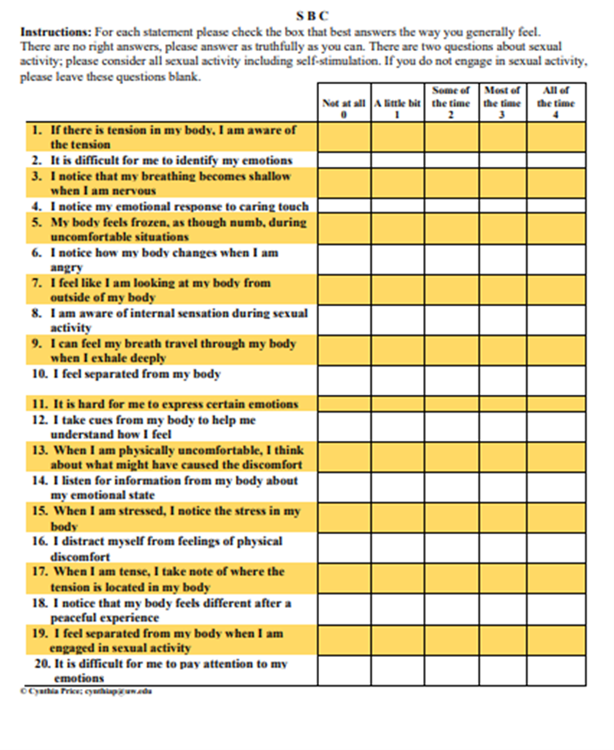 S B C
Instructions: For each statement please check the box that best answers the way you generally feel.
There are no right answers, please answer as truthfully as you can. There are two questions about sexual
activity; please consider all sexual activity including self-stimulation. If you do not engage in sexual activity,
please leave these questions blank.
Not at all 0
A little bit 1
Some of the time 2
Most of the time 3
All of the time 4
1. If there is tension in my body, I am aware of
the tension
2. It is difficult for me to identify my emotions
3. I notice that my breathing becomes shallow
when I am nervous
4. I notice my emotional response to caring touch
5. My body feels frozen, as though numb, during
uncomfortable situations
6. I notice how my body changes when I am
angry
7. I feel like I am looking at my body from
outside of my body
8. I am aware of internal sensation during sexual
activity
9. I can feel my breath travel through my body
when I exhale deeply
10. I feel separated from my body
11. It is hard for me to express certain emotions
12. I take cues from my body to help me
understand how I feel
13. When I am physically uncomfortable, I think
about what might have caused the discomfort
14. I listen for information from my body about
my emotional state
15. When I am stressed, I notice the stress in my
body
16. I distract myself from feelings of physical
discomfort
17. When I am tense, I take note of where the
tension is located in my body
18. I notice that my body feels different after a
peaceful experience
19. I feel separated from my body when I am
engaged in sexual activity
20. It is difficult for me to pay attention to my
emotions
© Cynthia Price; cynthiap@uw.edu